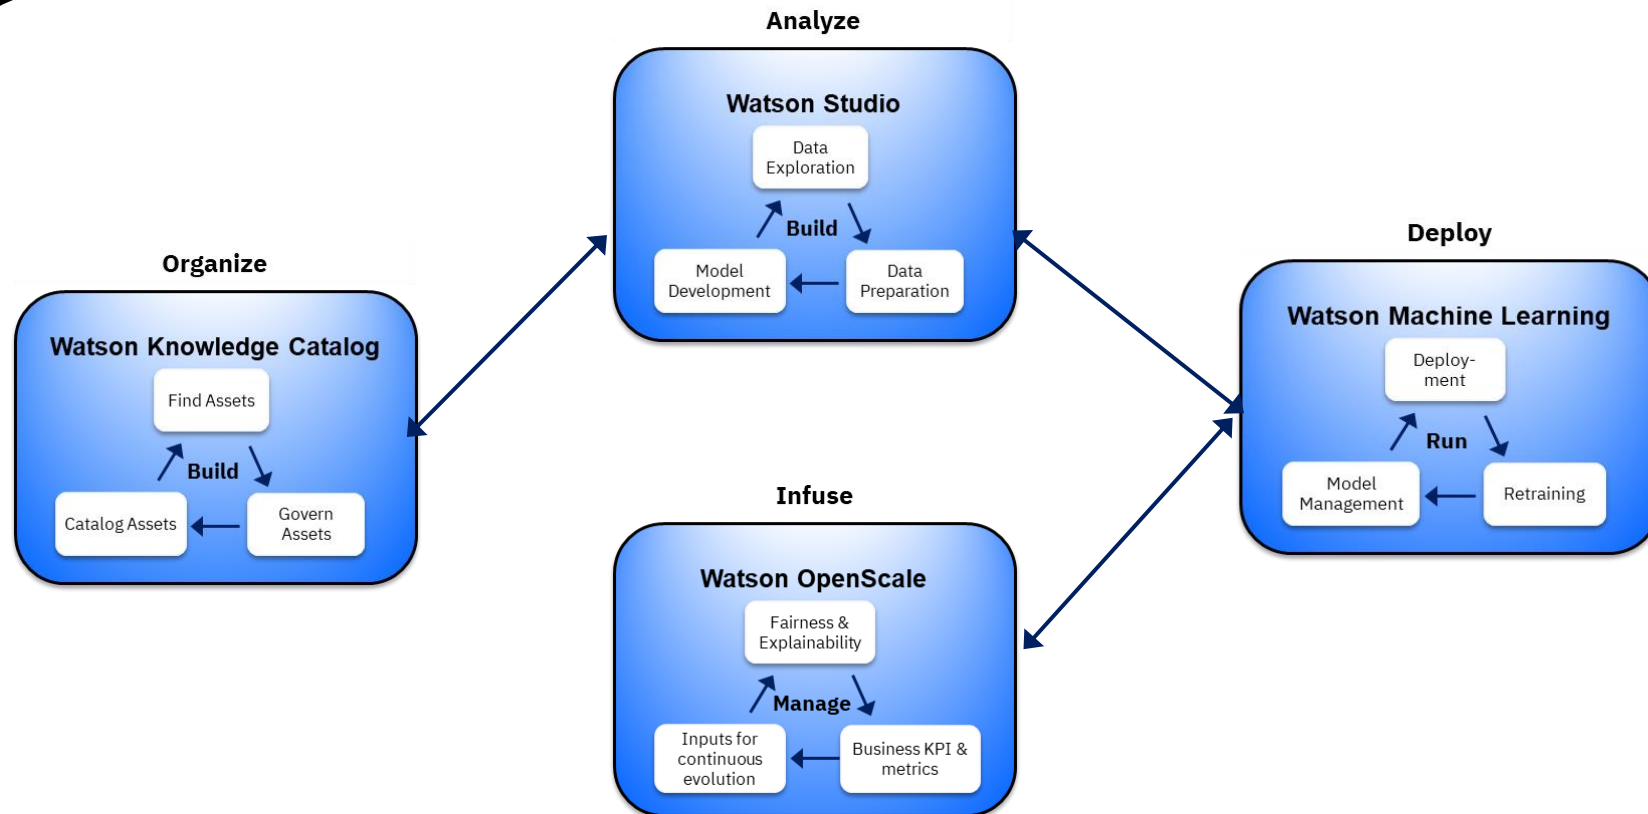 Analyze
Watson Studio
Data
Exploration
Build
Model
Development
Data
Preparation
Organize
Watson Knowledge Catalog
Find Assets
Build
Catalog Assets
Govern
Assets
Deploy
Watson Machine Learning
Deploy-
ment
Run
Model
Management
Retraining
Infuse
Watson OpenScale
Fairness &
Explainability
Manage
Inputs for
continuous
evolution
Business KPI &
metrics